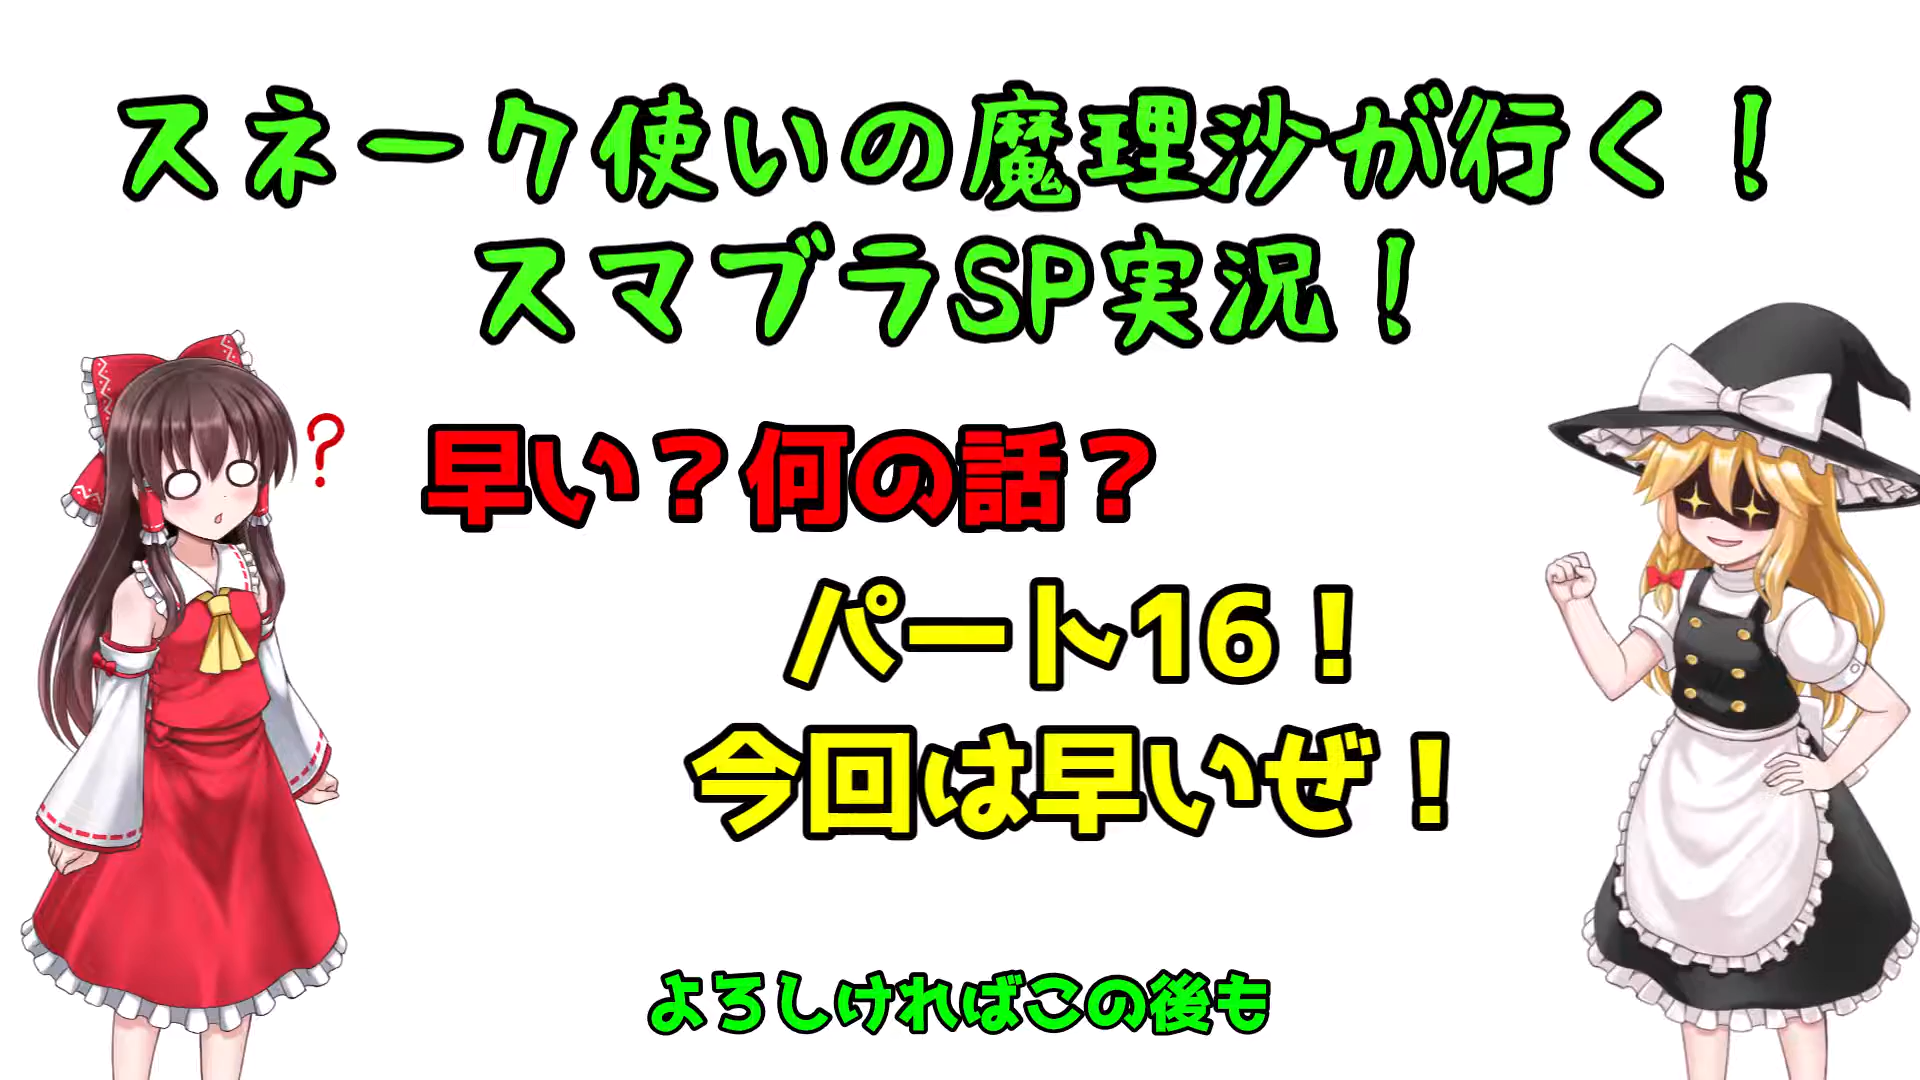 スネーク使いの魔理沙が行く！
スマブラSP実況！
？
早い？何の話？
パート16！
今回は早いぜ！
よろしければこの後も